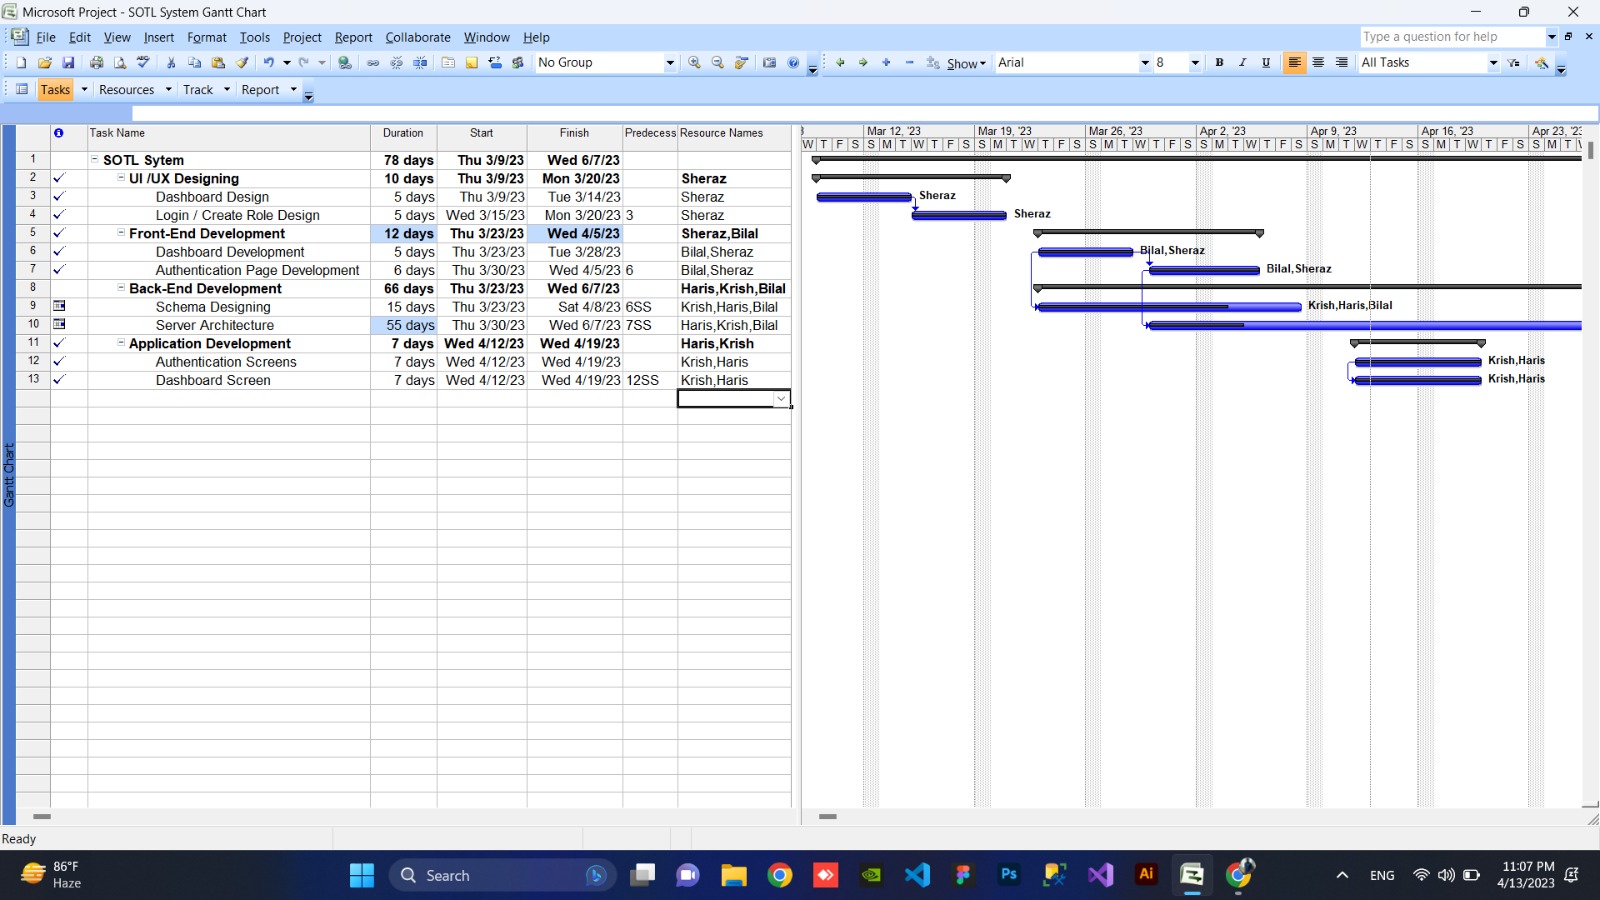 Microsoft Project - SOTL System Gantt Chart
File Edit View Insert Format Tools Project Report Collaborate Window Help
Type a question for help
No Group Show Arial 8 B I U All Tasks
Tasks Resources Track Report
Task Name Duration Start Finish Predecess Resource Names
1 SOTL Sytem 78 days Thu 3/9/23 Wed 6/7/23
2 UI /UX Designing 10 days Thu 3/9/23 Mon 3/20/23 Sheraz
3 Dashboard Design 5 days Thu 3/9/23 Tue 3/14/23 Sheraz
4 Login / Create Role Design 5 days Wed 3/15/23 Mon 3/20/23 3 Sheraz
5 Front-End Development 12 days Thu 3/23/23 Wed 4/5/23 Sheraz,Bilal
6 Dashboard Development 5 days Thu 3/23/23 Tue 3/28/23 Bilal,Sheraz
7 Authentication Page Development 6 days Thu 3/30/23 Wed 4/5/23 6 Bilal,Sheraz
8 Back-End Development 66 days Thu 3/23/23 Wed 6/7/23 Haris,Krish,Bilal
9 Schema Designing 15 days Thu 3/23/23 Sat 4/8/23 6SS Krish,Haris,Bilal
10 Server Architecture 55 days Thu 3/30/23 Wed 6/7/23 7SS Haris,Krish,Bilal
11 Application Development 7 days Wed 4/12/23 Wed 4/19/23 Haris,Krish
12 Authentication Screens 7 days Wed 4/12/23 Wed 4/19/23 Krish,Haris
13 Dashboard Screen 7 days Wed 4/12/23 Wed 4/19/23 12SS Krish,Haris
Mar 12, '23 Mar 19, '23 Mar 26, '23 Apr 2, '23 Apr 9, '23 Apr 16, '23 Apr 23, '23
W T F S S M T W T F S S M T W T F S S M T W T F S S M T W T F S S M T W T F S S M T W T F S S M T W
Sheraz
Sheraz
Bilal,Sheraz
Bilal,Sheraz
Krish,Haris,Bilal
Krish,Haris
Krish,Haris
Gantt Chart
Ready
86°F
Haze
Search
Ps
Ai
ENG
11:07 PM
4/13/2023